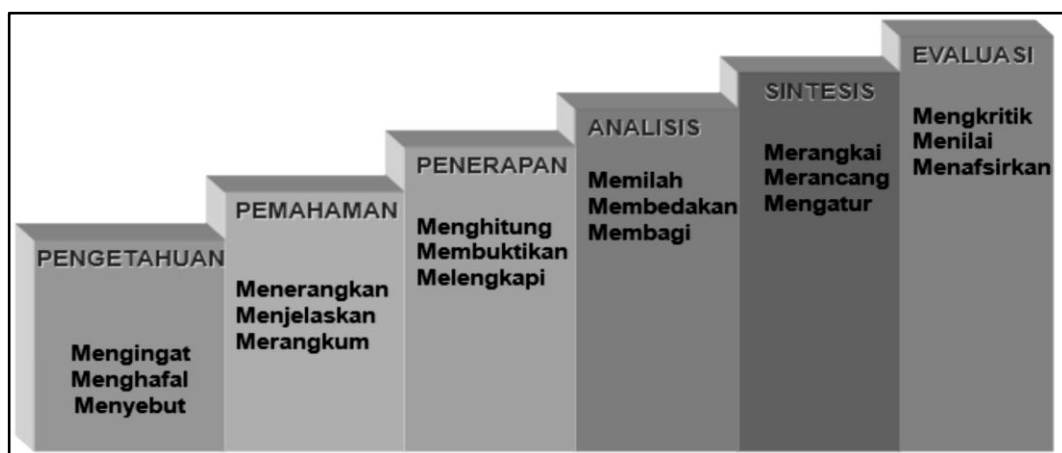 PENGETAHUAN
Mengingat
Menghafal
Menyebut
PEMAHAMAN
Menerangkan
Menjelaskan
Merangkum
PENERAPAN
Menghitung
Membuktikan
Melengkapi
ANALISIS
Memilah
Membedakan
Membagi
SINTESIS
Merangkai
Merancang
Mengatur
EVALUASI
Mengkritik
Menilai
Menafsirkan